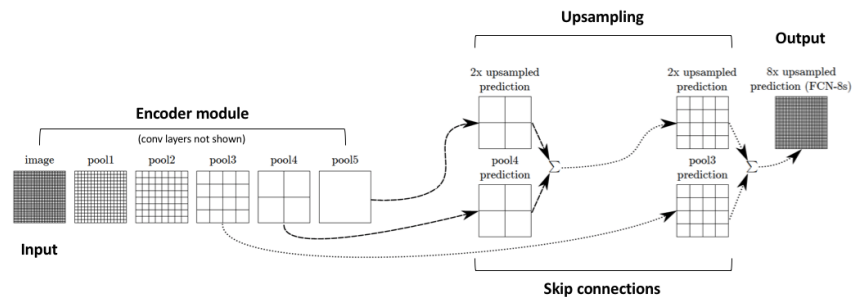 Upsampling
Output
2x upsampled
prediction
2x upsampled
prediction
8x upsampled
prediction (FCN-8s)
Encoder module
(conv layers not shown)
image pool1 pool2 pool3 pool4 pool5
pool4
prediction
pool3
prediction
Σ
Σ
Input
Skip connections